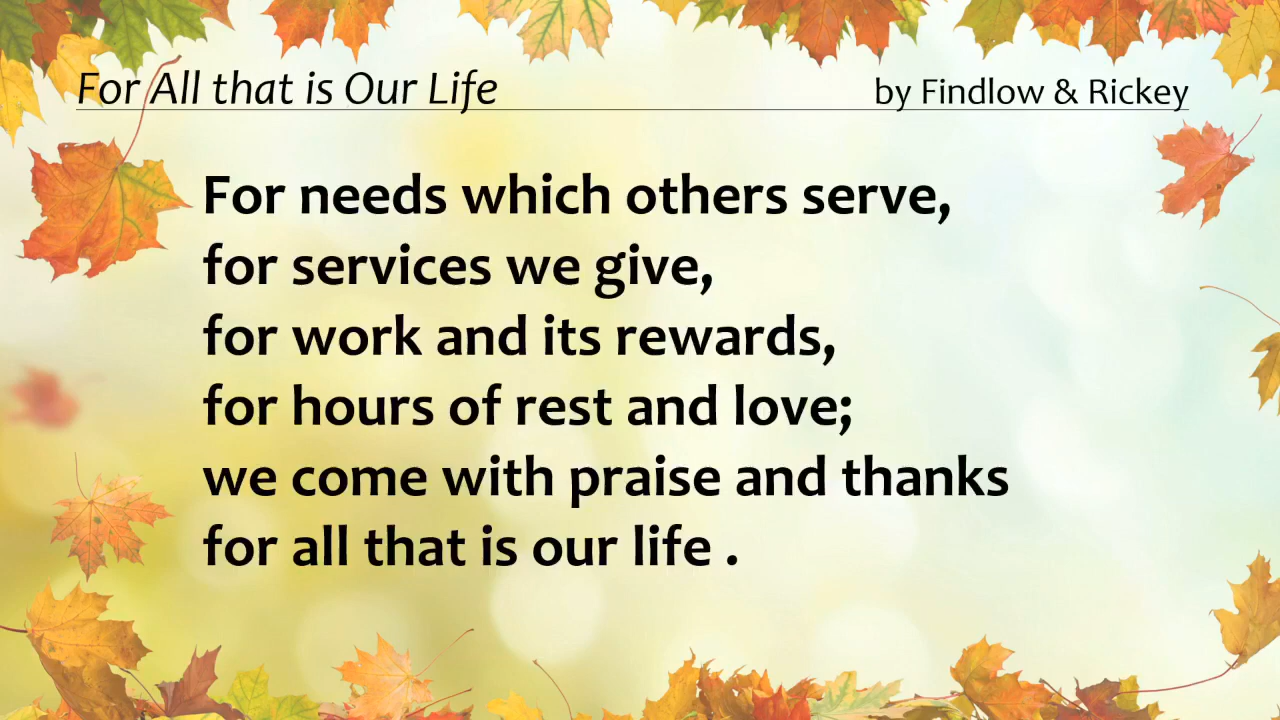 For All that is Our Life by Findlow & Rickey
For needs which others serve,
for services we give,
for work and its rewards,
for hours of rest and love;
we come with praise and thanks
for all that is our life .